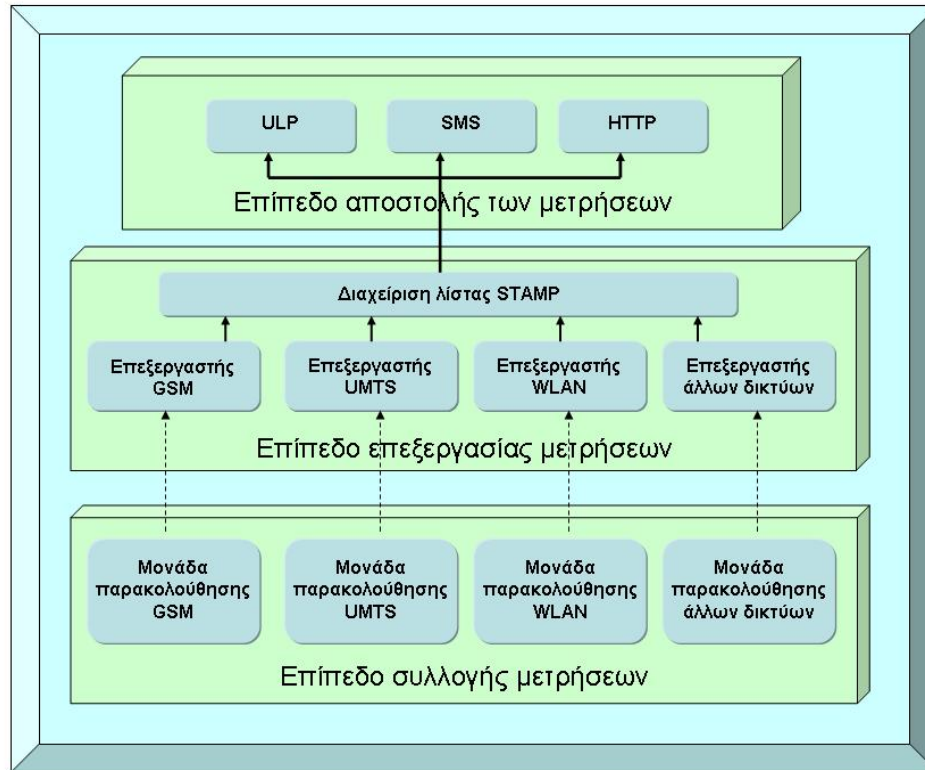 ULP
SMS
HTTP
Επίπεδο αποστολής των μετρήσεων
Διαχείριση λίστας STAMP
Επεξεργαστής
GSM
Επεξεργαστής
UMTS
Επεξεργαστής
WLAN
Επεξεργαστής
άλλων δικτύων
Επίπεδο επεξεργασίας μετρήσεων
Μονάδα
παρακολούθησης
GSM
Μονάδα
παρακολούθησης
UMTS
Μονάδα
παρακολούθησης
WLAN
Μονάδα
παρακολούθησης
άλλων δικτύων
Επίπεδο συλλογής μετρήσεων